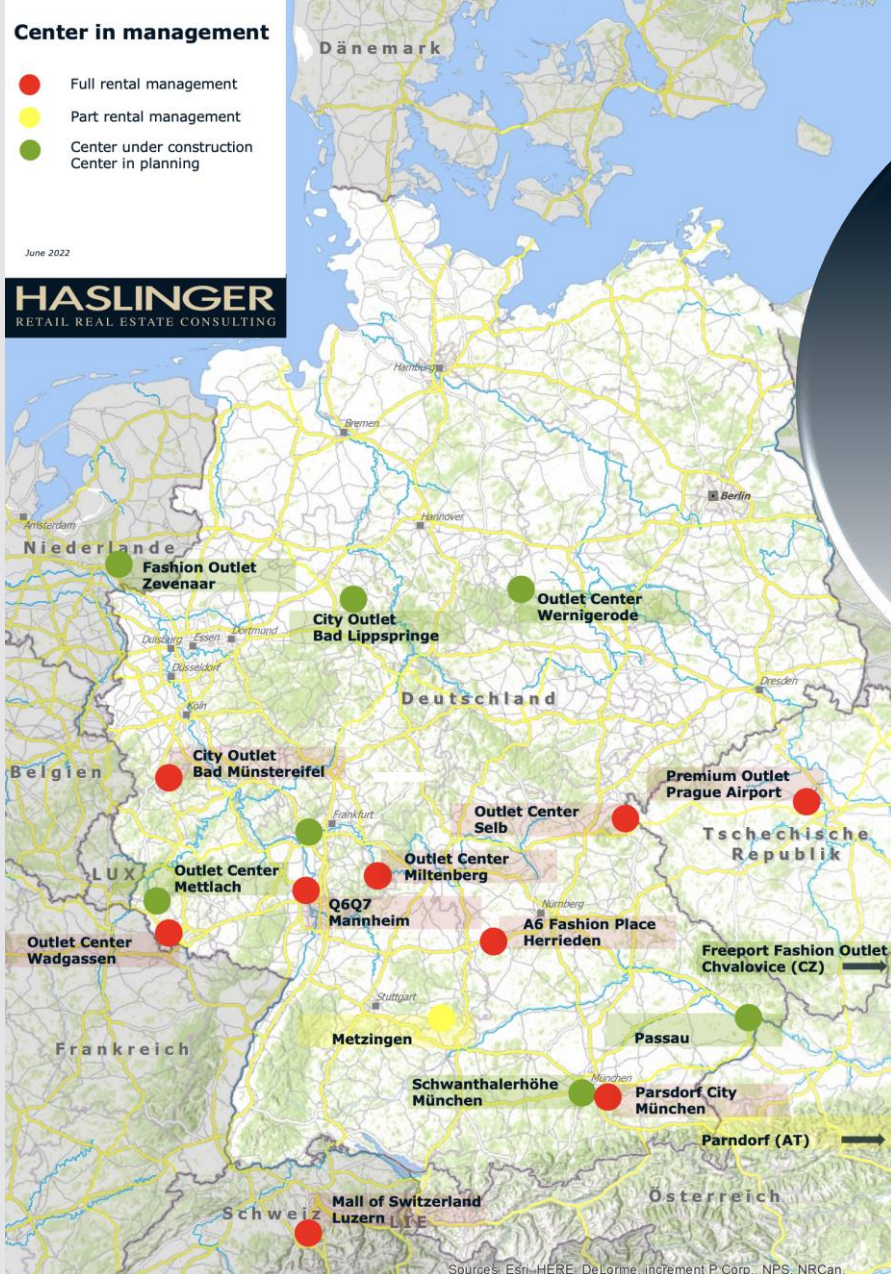 Center in management
Full rental management
Part rental management
Center under construction
Center in planning
June 2022
HASLINGER
RETAIL REAL ESTATE CONSULTING
Dänemark
Hamburg
Bremen
Berlin
Hannover
Amsterdam
Niederlande
Fashion Outlet
Zevenaar
City Outlet
Bad Lippspringe
Outlet Center
Wernigerode
Duisburg
Essen
Dortmund
Düsseldorf
Köln
Deutschland
Dresden
Belgien
City Outlet
Bad Münstereifel
Premium Outlet
Prague Airport
Outlet Center
Selb
Frankfurt
Tschechische
Republik
LUX
Outlet Center
Mettlach
Outlet Center
Miltenberg
Q6Q7
Mannheim
Nürnberg
A6 Fashion Place
Herrieden
Outlet Center
Wadgassen
Freeport Fashion Outlet
Chvalovice (CZ)
Stuttgart
Metzingen
Passau
Frankreich
Schwanthalerhöhe
München
München
Parsdorf City
München
Parndorf (AT)
Mall of Switzerland
Luzern
Schweiz
LIE
Österreich
Sources: Esri, HERE, DeLorme, increment P Corp., NPS, NRCan,